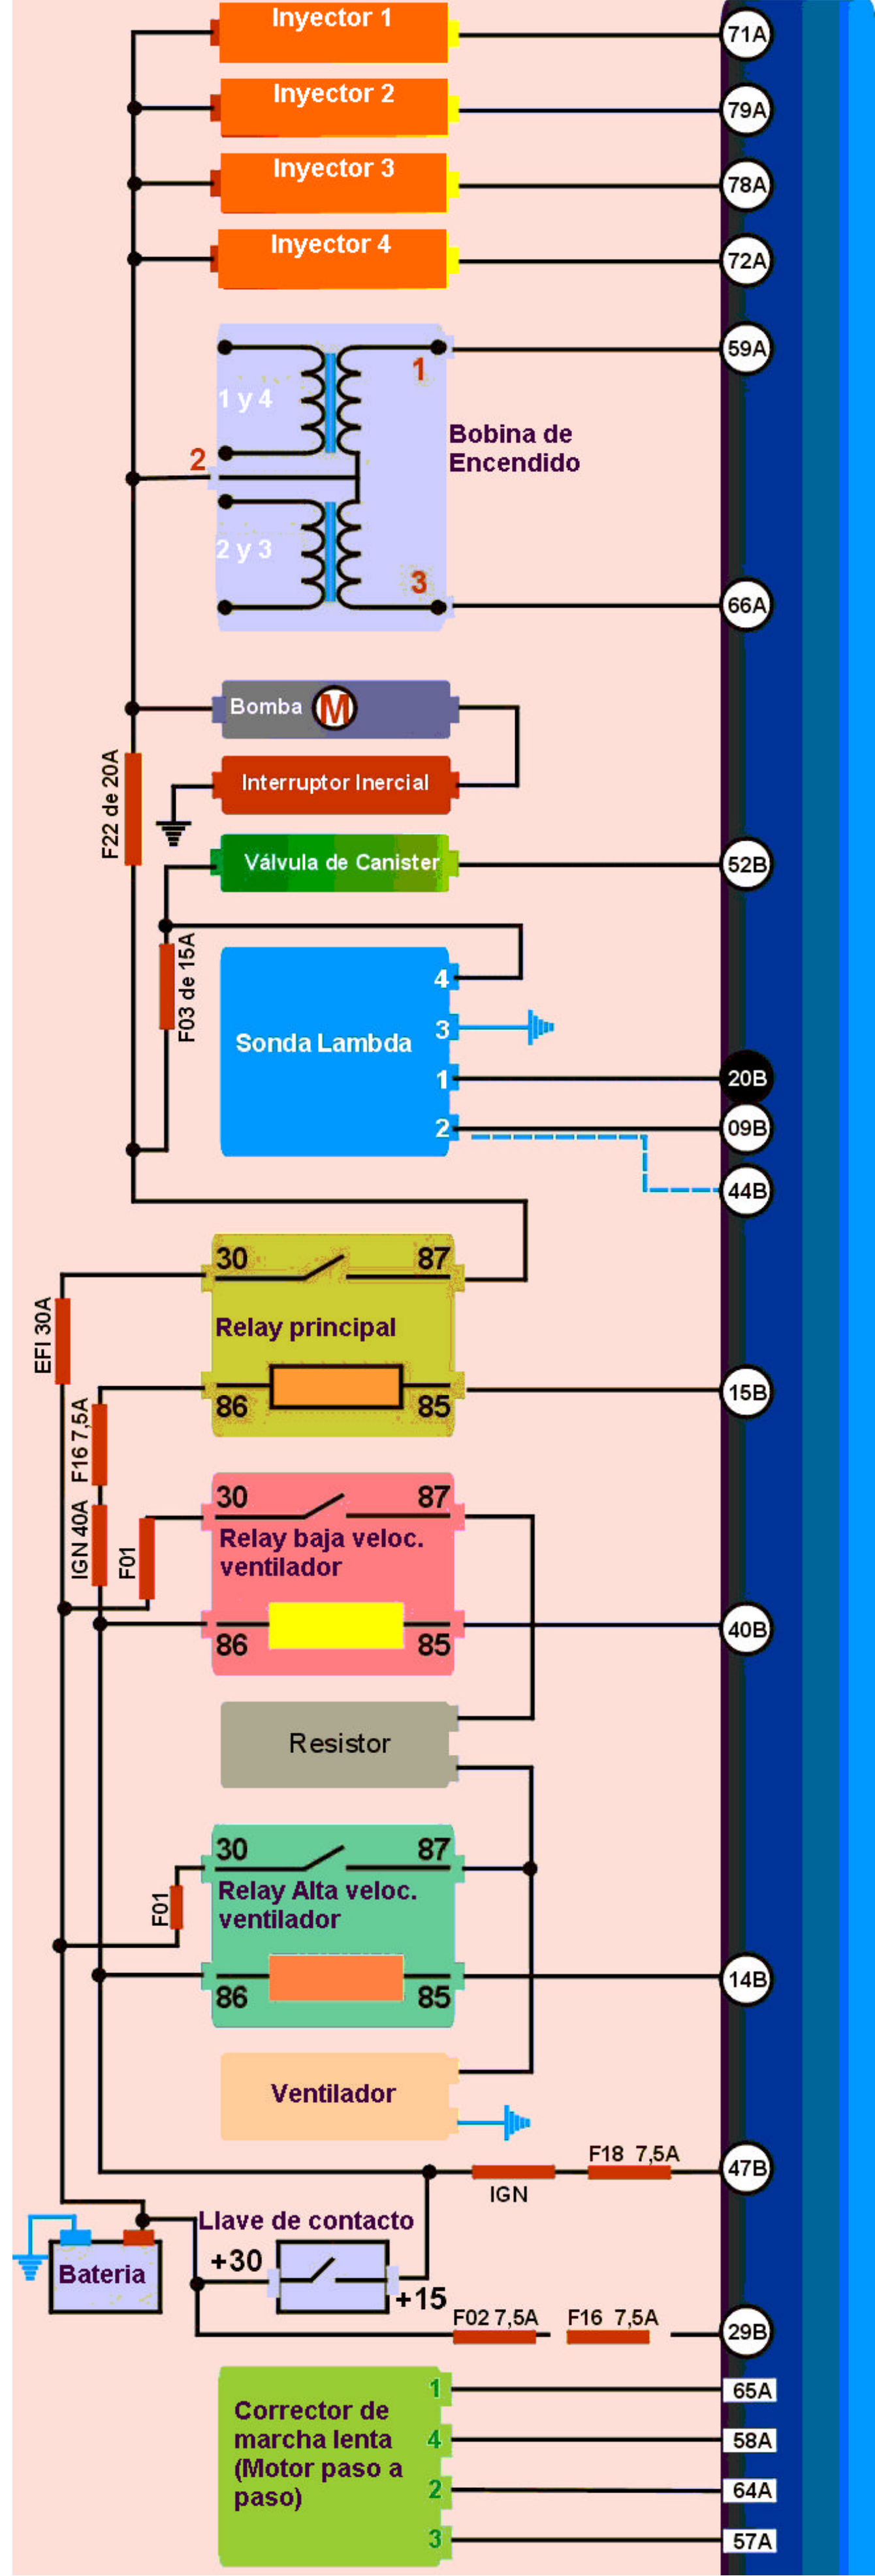 Inyector 1
71A
Inyector 2
79A
Inyector 3
78A
Inyector 4
72A
59A
1
1 y 4
Bobina de
Encendido
2
2 y 3
3
66A
Bomba M
F22 de 20A
Interruptor Inercial
Válvula de Canister
52B
F03 de 15A
4
Sonda Lambda
3
1
20B
2
09B
44B
30 87
EFI 30A
Relay principal
86 85
15B
F16 7,5A
30 87
IGN 40A
F01
Relay baja veloc.
ventilador
86 85
40B
Resistor
30 87
F01
Relay Alta veloc.
ventilador
86 85
14B
Ventilador
F18 7,5A
47B
IGN
Llave de contacto
Bateria
+30
+15
F02 7,5A
F16 7,5A
29B
Corrector de
marcha lenta
(Motor paso a
paso)
1
65A
4
58A
2
64A
3
57A